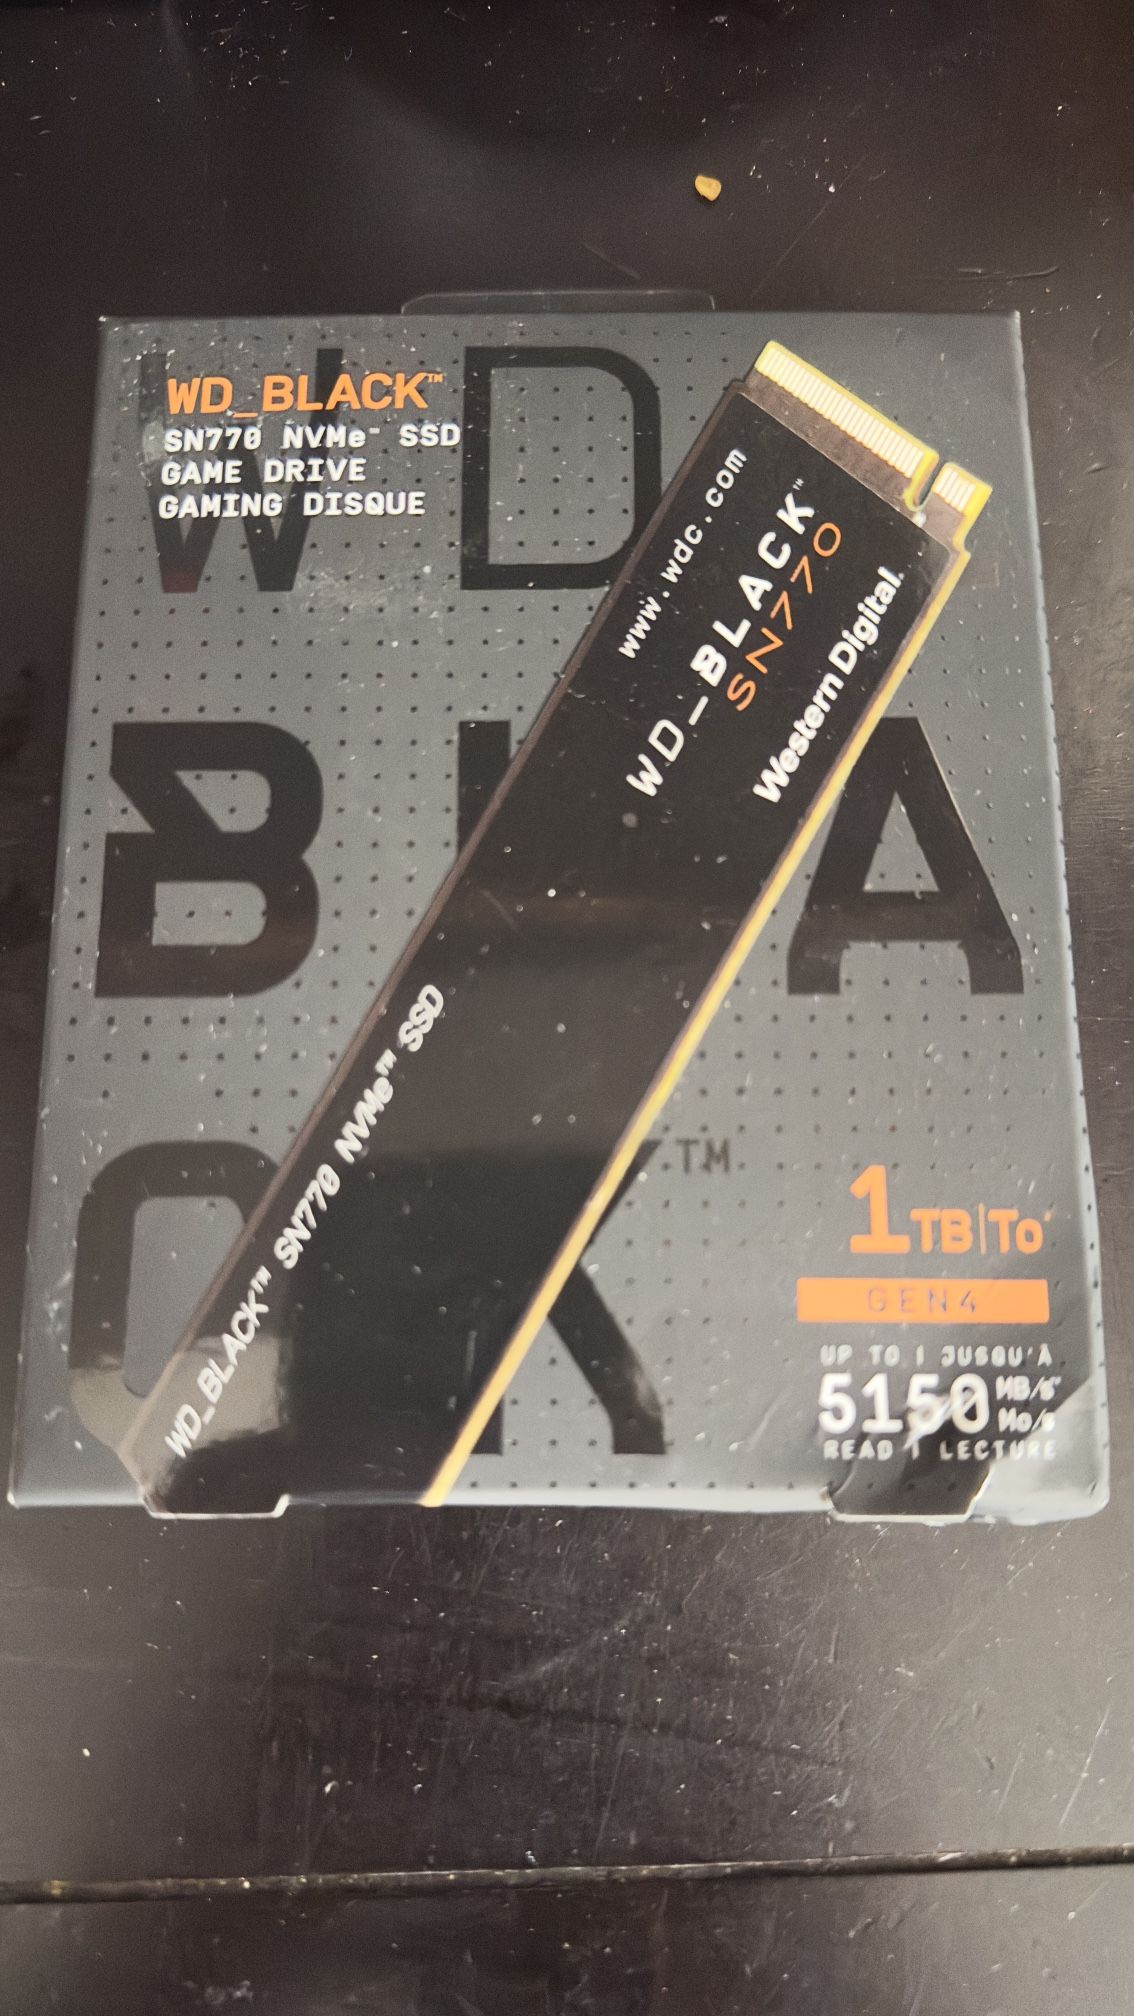 WD_BLACK™
SN770 NVMe™ SSD
GAME DRIVE
GAMING DISQUE
WD
BLA
CK™
www.wdc.com
WD_BLACK™
SN770
Western Digital.
WD_BLACK™ SN770 NVMe™ SSD
1TB|To
GEN4
UP TO | JUSQU'À
5150 MB/s*
Mo/s
READ | LECTURE